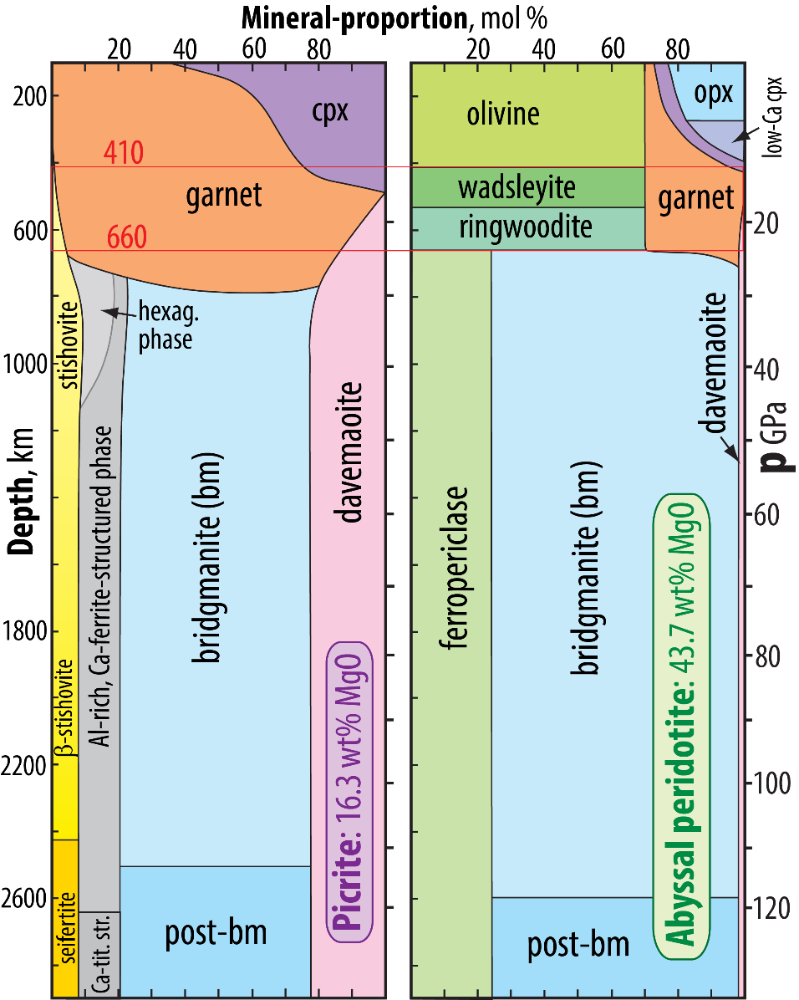 Mineral-proportion, mol %
20 40 60 80
20 40 60 80
200
600
1000
1800
2200
2600
Depth, km
20
40
60
80
100
120
p GPa
410
660
cpx
garnet
stishovite
hexag.
phase
Al-rich, Ca-ferrite-structured phase
bridgmanite (bm)
davemaoite
β-stishovite
seifertite
Ca-tit. str.
post-bm
Picrite: 16.3 wt% MgO
olivine
opx
low-Ca cpx
wadsleyite
garnet
ringwoodite
davemaoite
ferropericlase
bridgmanite (bm)
Abyssal peridotite: 43.7 wt% MgO
post-bm